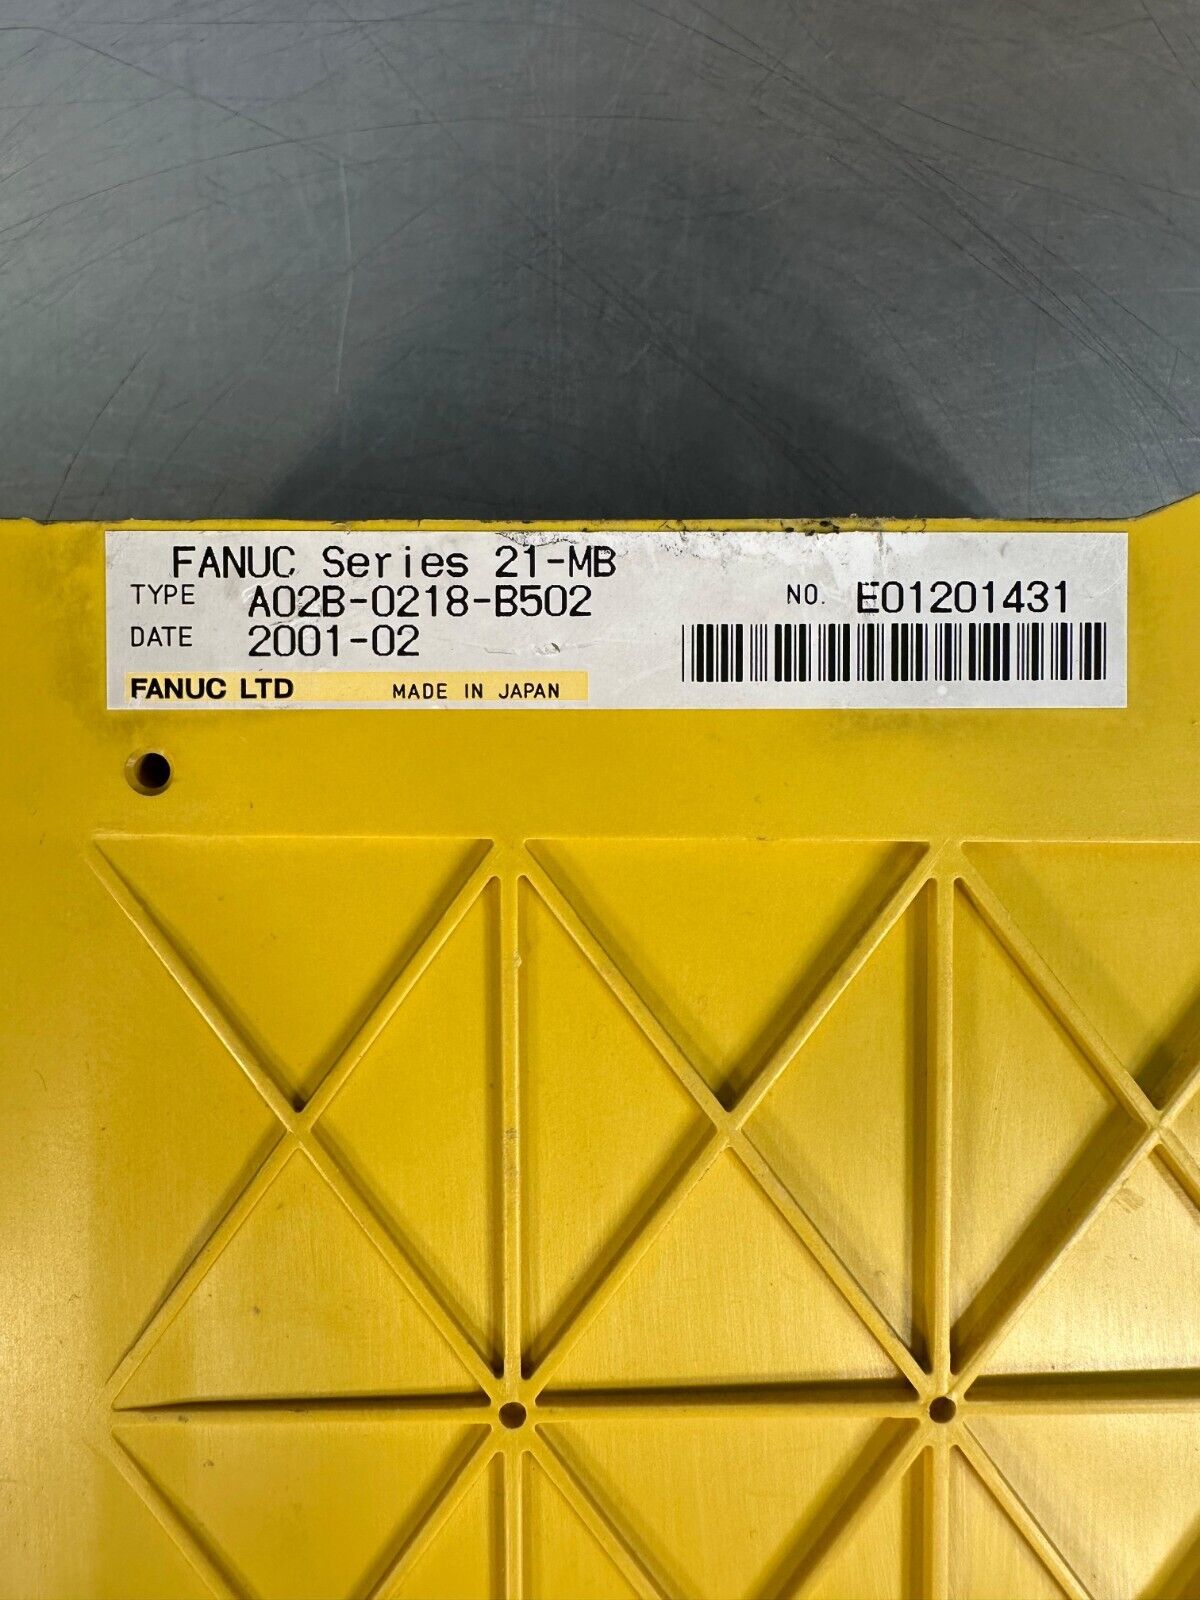 FANUC Series 21-MB
TYPE A02B-0218-B502 NO. E01201431
DATE 2001-02
FANUC LTD MADE IN JAPAN